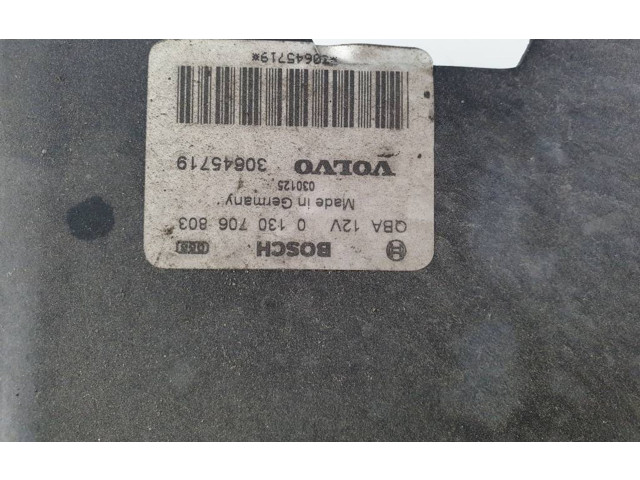 BOSCH
QBA 12V 0 130 706 803
Made in Germany
030125
VOLVO 30645719
*30645719*